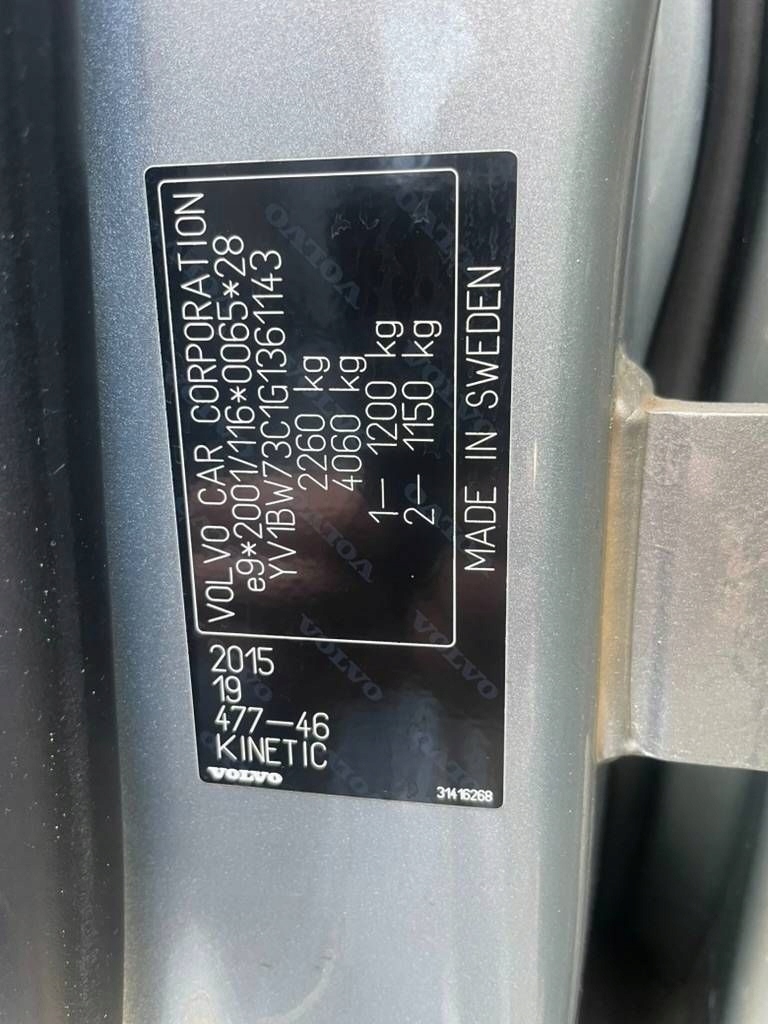 VOLVO CAR CORPORATION
e9*2001/116*0065*28
YV1BW73C1G1361143
2260 kg
4060 kg
1– 1200 kg
2– 1150 kg
MADE IN SWEDEN
2015
19
477–46
KINETIC
VOLVO
31416268